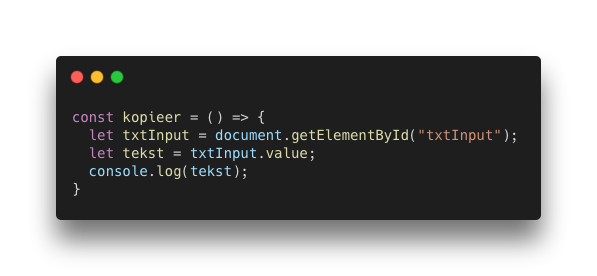 const kopieer = () => {
  let txtInput = document.getElementById("txtInput");
  let tekst = txtInput.value;
  console.log(tekst);
}